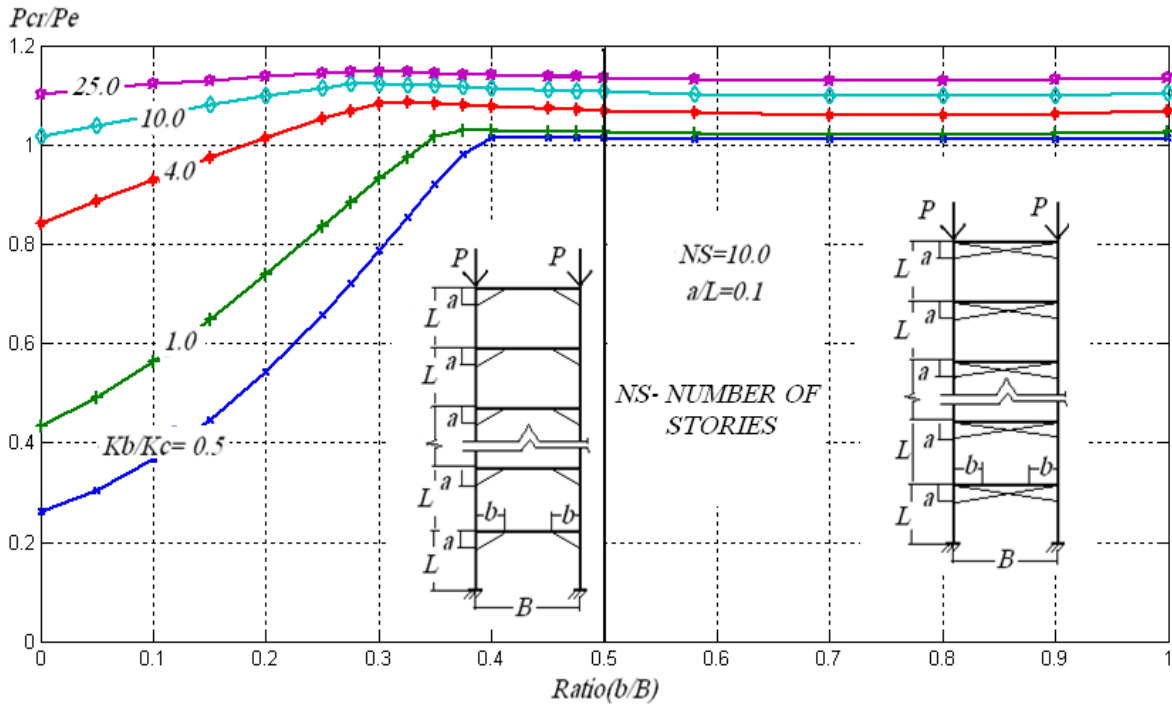 Pcr/Pe
1.2
1
0.8
0.6
0.4
0.2
0
25.0
10.0
4.0
1.0
Kb/Kc= 0.5
P
P
a
L
a
L
a
a
L
b
b
a
L
B
NS=10.0
a/L=0.1
NS- NUMBER OF
STORIES
P
P
a
L
a
L
a
a
L
b
b
a
L
B
0
0.1
0.2
0.3
0.4
0.5
0.6
0.7
0.8
0.9
1
Ratio(b/B)